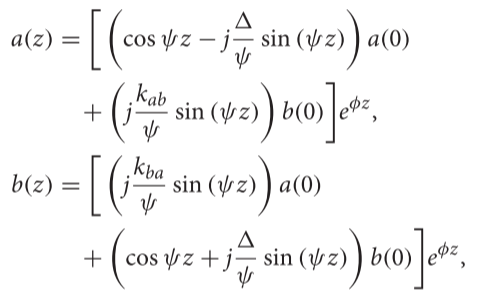 a(z) = [ ( cos ψz − j Δ/ψ sin (ψz) ) a(0)
+ ( j k_ab/ψ sin (ψz) ) b(0) ] e^{ϕz},
b(z) = [ ( j k_ba/ψ sin (ψz) ) a(0)
+ ( cos ψz + j Δ/ψ sin (ψz) ) b(0) ] e^{ϕz},